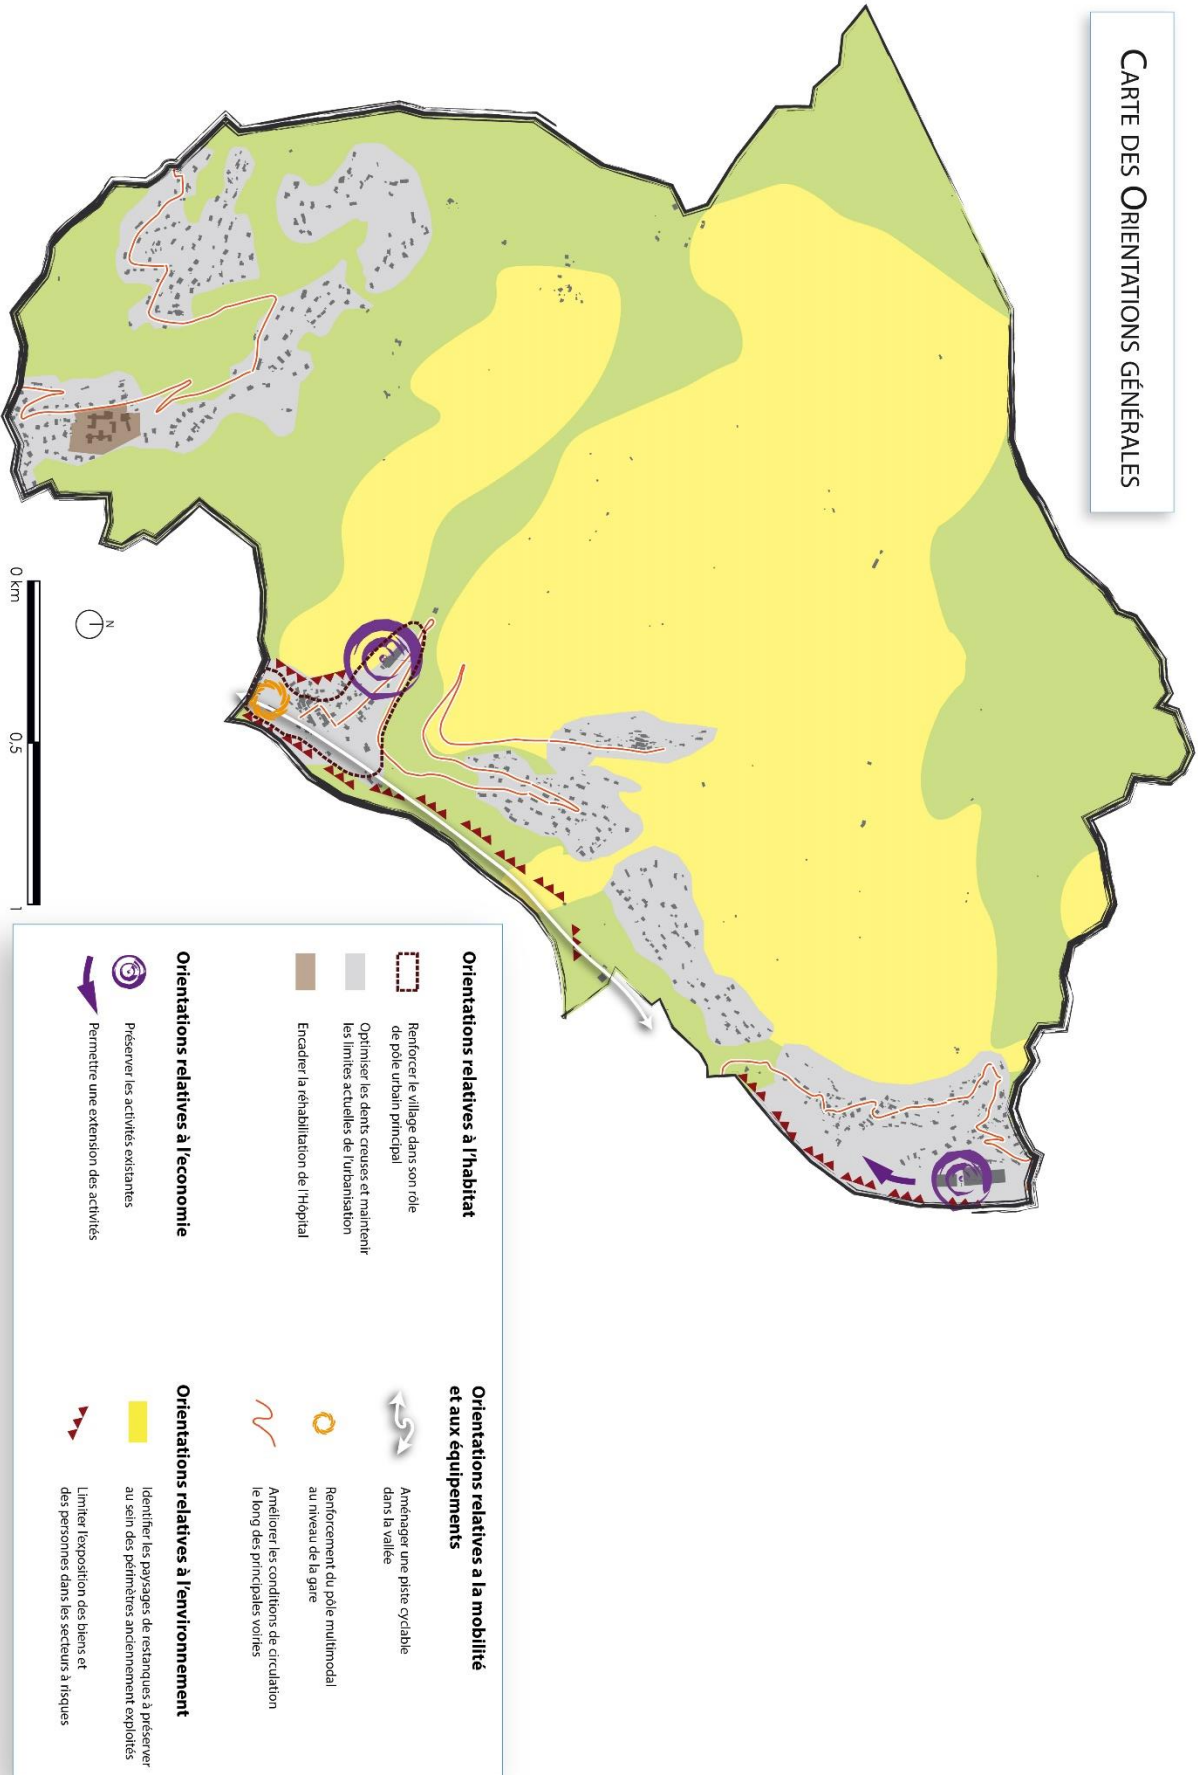 CARTE DES ORIENTATIONS GÉNÉRALES
N
0 km
0,5
1
Orientations relatives à l'habitat
Renforcer le village dans son rôle
de pôle urbain principal
Optimiser les dents creuses et maintenir
les limites actuelles de l'urbanisation
Encadrer la réhabilitation de l'Hôpital
Orientations relatives à l'economie
Préserver les activités existantes
Permettre une extension des activités
Orientations relatives a la mobilité
et aux équipements
Aménager une piste cyclable
dans la vallée
Renforcement du pôle multimodal
au niveau de la gare
Améliorer les conditions de circulation
le long des principales voiries
Orientations relatives à l'environnement
Identifier les paysages de restanques à préserver
au sein des périmètres anciennement exploités
Limiter l'exposition des biens et
des personnes dans les secteurs à risques